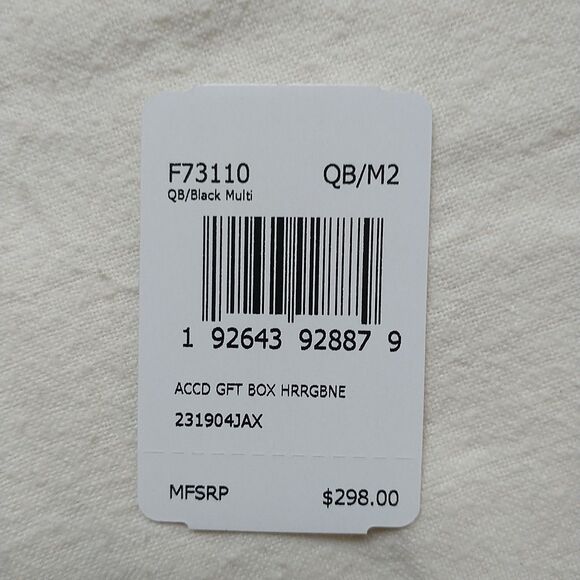 F73110 QB/M2
QB/Black Multi
1 92643 92887 9
ACCD GFT BOX HRRGBNE
231904JAX
MFSRP $298.00